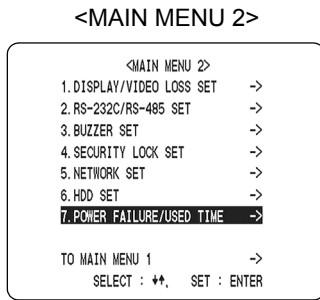 <MAIN MENU 2>
<MAIN MENU 2>
1. DISPLAY/VIDEO LOSS SET ->
2. RS-232C/RS-485 SET ->
3. BUZZER SET ->
4. SECURITY LOCK SET ->
5. NETWORK SET ->
6. HDD SET ->
7. POWER FAILURE/USED TIME ->
TO MAIN MENU 1 ->
SELECT : ↓↑, SET : ENTER